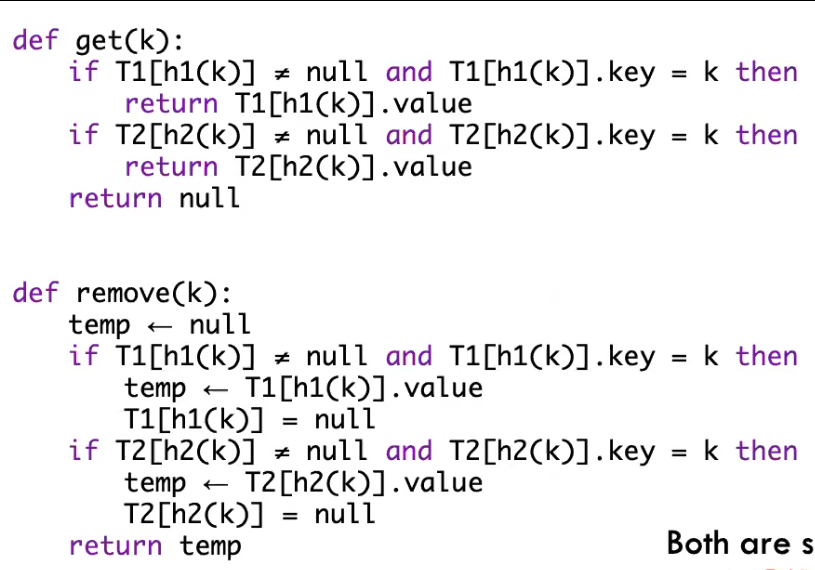 def get(k):
if T1[h1(k)] ≠ null and T1[h1(k)].key = k then
return T1[h1(k)].value
if T2[h2(k)] ≠ null and T2[h2(k)].key = k then
return T2[h2(k)].value
return null
def remove(k):
temp ← null
if T1[h1(k)] ≠ null and T1[h1(k)].key = k then
temp ← T1[h1(k)].value
T1[h1(k)] = null
if T2[h2(k)] ≠ null and T2[h2(k)].key = k then
temp ← T2[h2(k)].value
T2[h2(k)] = null
return temp
Both are s